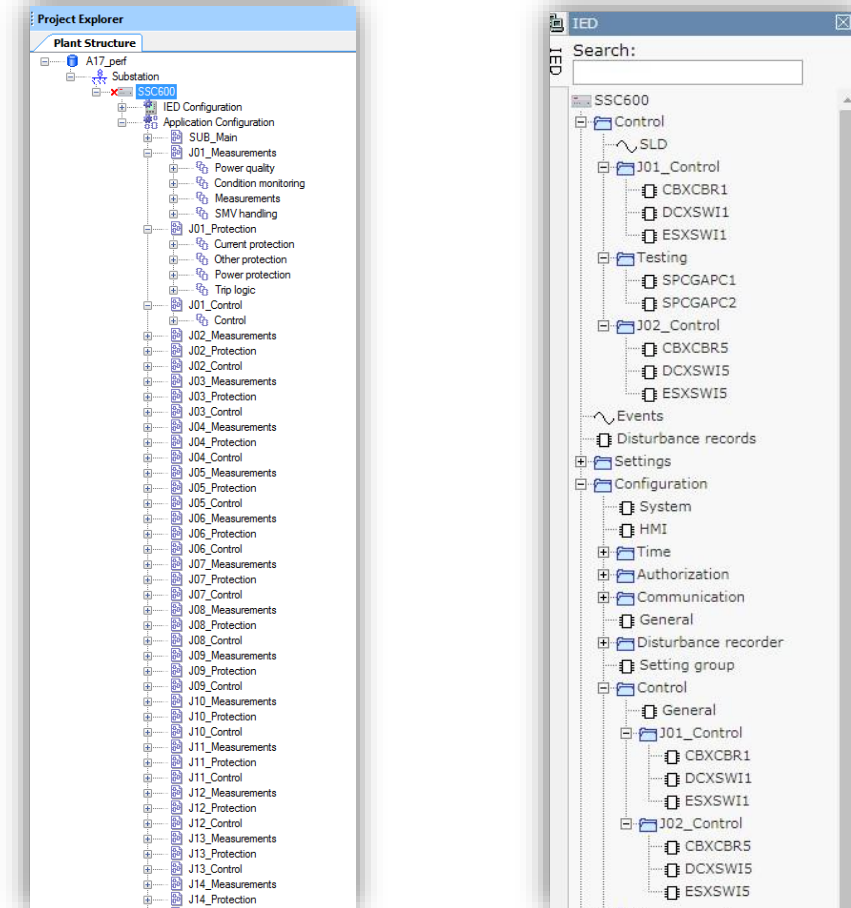 Project Explorer
Plant Structure
A17_perf
Substation
SSC600
IED Configuration
Application Configuration
SUB_Main
J01_Measurements
Power quality
Condition monitoring
Measurements
SMV handling
J01_Protection
Current protection
Other protection
Power protection
Trip logic
J01_Control
Control
J02_Measurements
J02_Protection
J02_Control
J03_Measurements
J03_Protection
J03_Control
J04_Measurements
J04_Protection
J04_Control
J05_Measurements
J05_Protection
J05_Control
J06_Measurements
J06_Protection
J06_Control
J07_Measurements
J07_Protection
J07_Control
J08_Measurements
J08_Protection
J08_Control
J09_Measurements
J09_Protection
J09_Control
J10_Measurements
J10_Protection
J10_Control
J11_Measurements
J11_Protection
J11_Control
J12_Measurements
J12_Protection
J12_Control
J13_Measurements
J13_Protection
J13_Control
J14_Measurements
J14_Protection
IED
IED
Search:
SSC600
Control
SLD
J01_Control
CBXCBR1
DCXSWI1
ESXSWI1
Testing
SPCGAPC1
SPCGAPC2
J02_Control
CBXCBR5
DCXSWI5
ESXSWI5
Events
Disturbance records
Settings
Configuration
System
HMI
Time
Authorization
Communication
General
Disturbance recorder
Setting group
Control
General
J01_Control
CBXCBR1
DCXSWI1
ESXSWI1
J02_Control
CBXCBR5
DCXSWI5
ESXSWI5